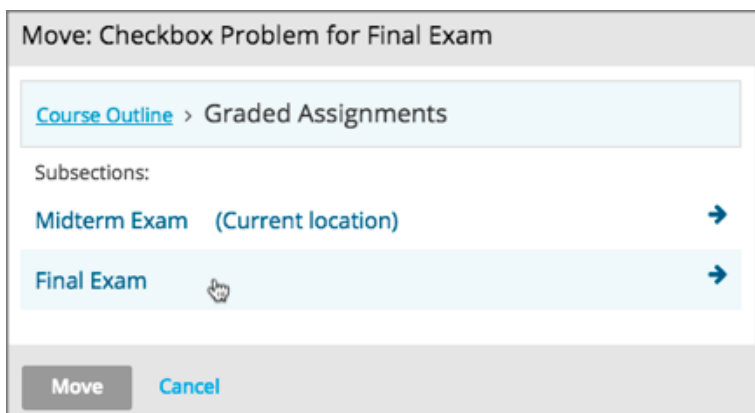 Move: Checkbox Problem for Final Exam
Course Outline > Graded Assignments
Subsections:
Midterm Exam (Current location)
Final Exam
Move Cancel